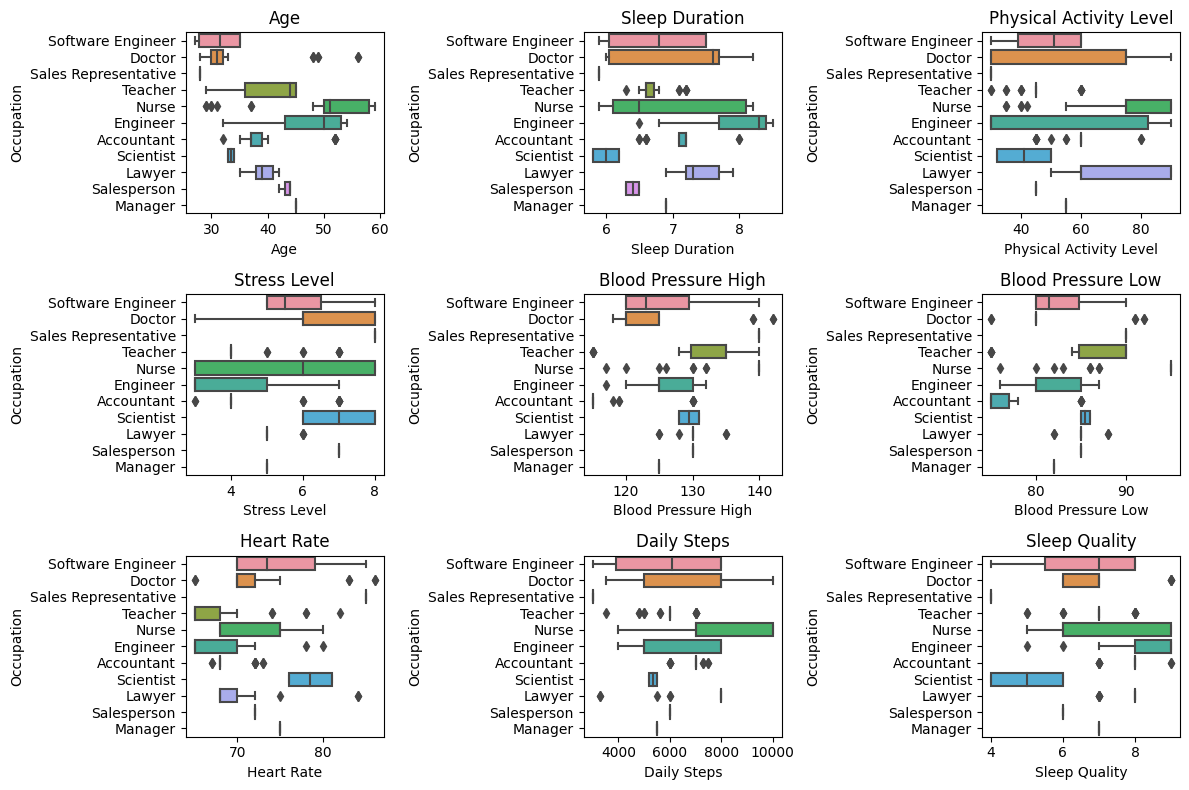 Age
Software Engineer
Doctor
Sales Representative
Teacher
Nurse
Engineer
Accountant
Scientist
Lawyer
Salesperson
Manager
Occupation
30 40 50 60
Age
Sleep Duration
Software Engineer
Doctor
Sales Representative
Teacher
Nurse
Engineer
Accountant
Scientist
Lawyer
Salesperson
Manager
Occupation
6 7 8
Sleep Duration
Physical Activity Level
Software Engineer
Doctor
Sales Representative
Teacher
Nurse
Engineer
Accountant
Scientist
Lawyer
Salesperson
Manager
Occupation
40 60 80
Physical Activity Level
Stress Level
Software Engineer
Doctor
Sales Representative
Teacher
Nurse
Engineer
Accountant
Scientist
Lawyer
Salesperson
Manager
Occupation
4 6 8
Stress Level
Blood Pressure High
Software Engineer
Doctor
Sales Representative
Teacher
Nurse
Engineer
Accountant
Scientist
Lawyer
Salesperson
Manager
Occupation
120 130 140
Blood Pressure High
Blood Pressure Low
Software Engineer
Doctor
Sales Representative
Teacher
Nurse
Engineer
Accountant
Scientist
Lawyer
Salesperson
Manager
Occupation
80 90
Blood Pressure Low
Heart Rate
Software Engineer
Doctor
Sales Representative
Teacher
Nurse
Engineer
Accountant
Scientist
Lawyer
Salesperson
Manager
Occupation
70 80
Heart Rate
Daily Steps
Software Engineer
Doctor
Sales Representative
Teacher
Nurse
Engineer
Accountant
Scientist
Lawyer
Salesperson
Manager
Occupation
4000 6000 8000 10000
Daily Steps
Sleep Quality
Software Engineer
Doctor
Sales Representative
Teacher
Nurse
Engineer
Accountant
Scientist
Lawyer
Salesperson
Manager
Occupation
4 6 8
Sleep Quality